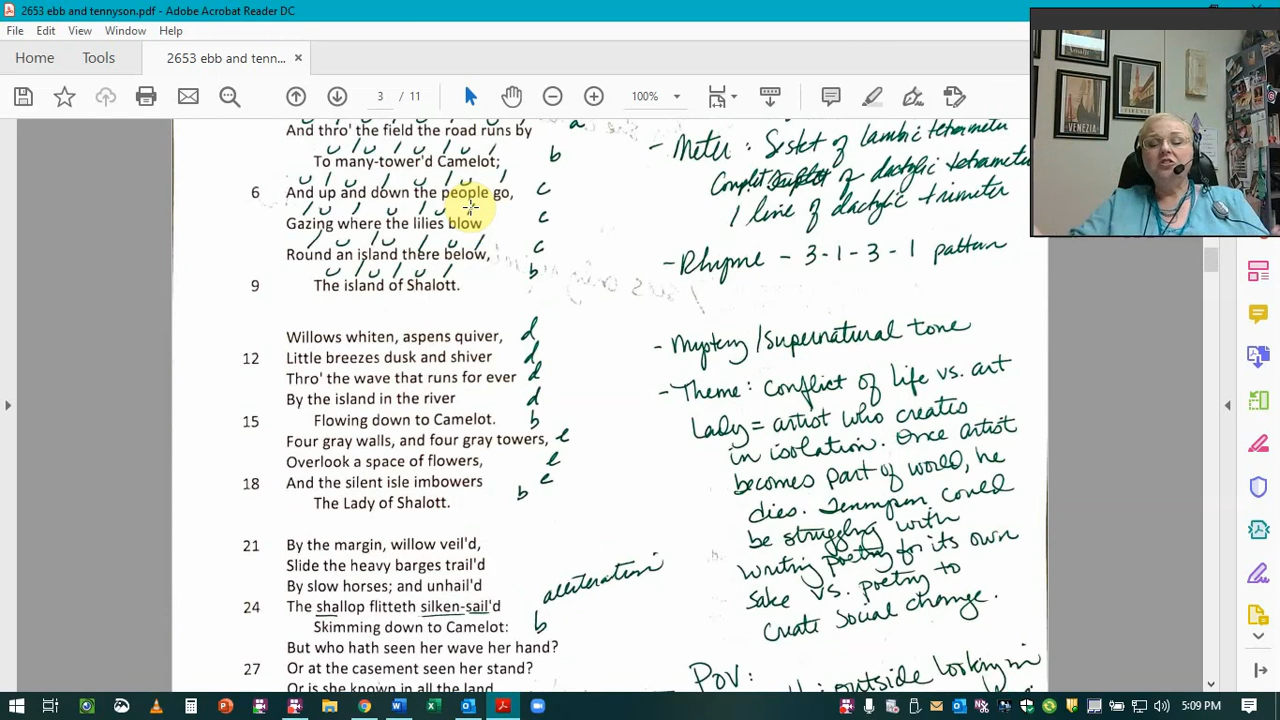 2653 ebb and tennyson.pdf - Adobe Acrobat Reader DC
File Edit View Window Help
Home Tools 2653 ebb and tenn... ×
3 / 11 100%
And thro' the field the road runs by a
To many-tower'd Camelot; b
6 And up and down the people go, c
Gazing where the lilies blow c
Round an island there below, c
9 The island of Shalott. b
Willows whiten, aspens quiver, d
12 Little breezes dusk and shiver d
Thro' the wave that runs for ever d
By the island in the river d
15 Flowing down to Camelot. b
Four gray walls, and four gray towers, e
Overlook a space of flowers, e
18 And the silent isle imbowers e
The Lady of Shalott. b
21 By the margin, willow veil'd,
Slide the heavy barges trail'd
By slow horses; and unhail'd
alliteration
24 The shallop flitteth silken-sail'd
Skimming down to Camelot: b
But who hath seen her wave her hand?
27 Or at the casement seen her stand?
Or is she known in all the land
- Meter: Sestet of Iambic tetrameter
of dactylic tetrameter
1 line of dactylic trimeter
- Rhyme - 3-1-3-1 pattern
- Mystery/Supernatural tone
- Theme: conflict of life vs. art
Lady = artist who creates
in isolation. Once artist
becomes part of world, he
dies. Tennyson could
be struggling with
writing poetry for its own
sake vs. poetry to
create social change.
POV:
: outside looking in
VENEZIA
FIRENZE
5:09 PM